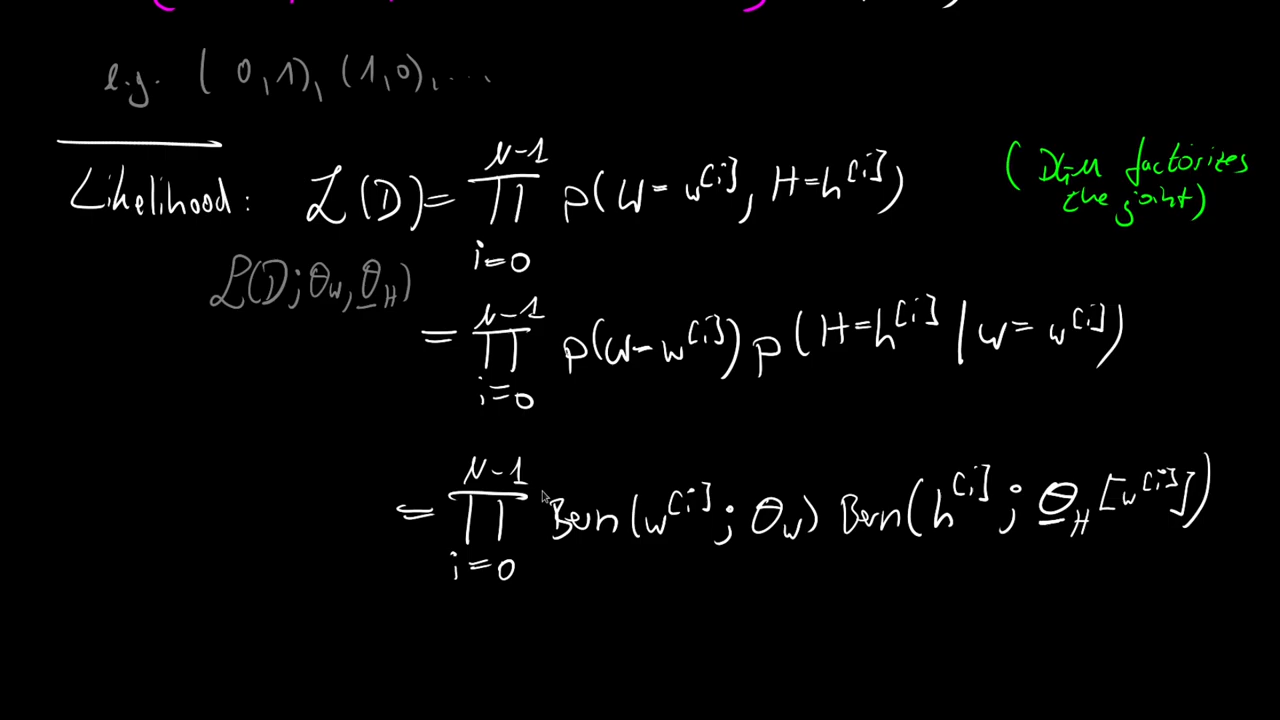 e.g. ( 0,1), (1,0), ...
Likelihood: ℒ(D) = ∏_{i=0}^{N-1} p(W=w^{[i]}, H=h^{[i]})
( DGM factorizes the joint)
ℒ(D; θ_W, θ_H)
= ∏_{i=0}^{N-1} p(W=w^{[i]}) p(H=h^{[i]} | W=w^{[i]})
= ∏_{i=0}^{N-1} Bern(w^{[i]}; θ_W) Bern(h^{[i]}; θ_H[w^{[i]}])